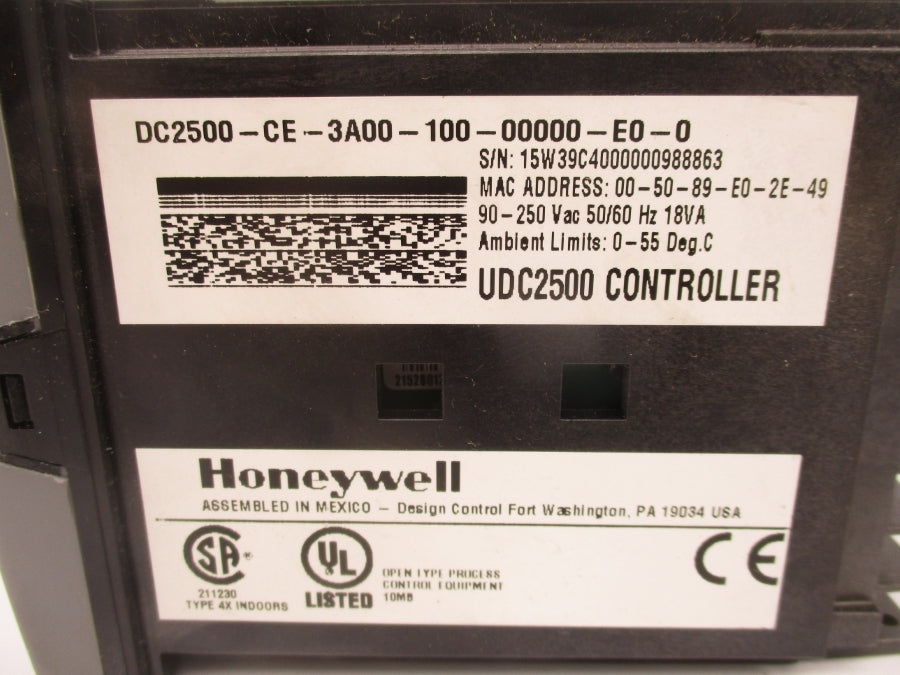 DC2500-CE-3A00-100-00000-E0-0
S/N: 15W39C4000000988863
MAC ADDRESS: 00-50-89-E0-2E-49
90-250 Vac 50/60 Hz 18VA
Ambient Limits: 0-55 Deg.C
UDC2500 CONTROLLER
Honeywell
ASSEMBLED IN MEXICO - Design Control Fort Washington, PA 19034 USA
SA ®
211230
TYPE 4X INDOORS
UL
LISTED
OPEN TYPE PROCESS
CONTROL EQUIPMENT
10MB
CE